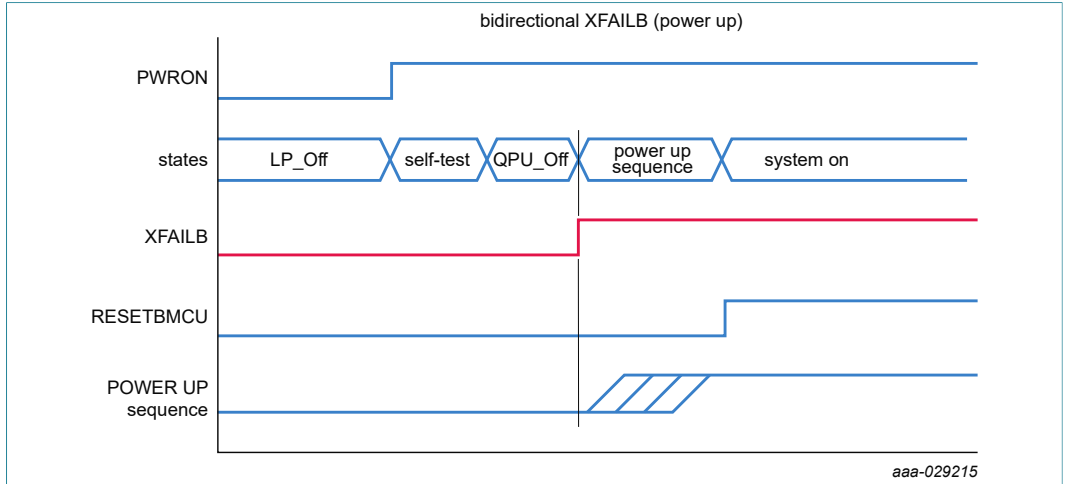 bidirectional XFAILB (power up)
PWRON
states
LP_Off
self-test
QPU_Off
power up
sequence
system on
XFAILB
RESETBMCU
POWER UP
sequence
aaa-029215